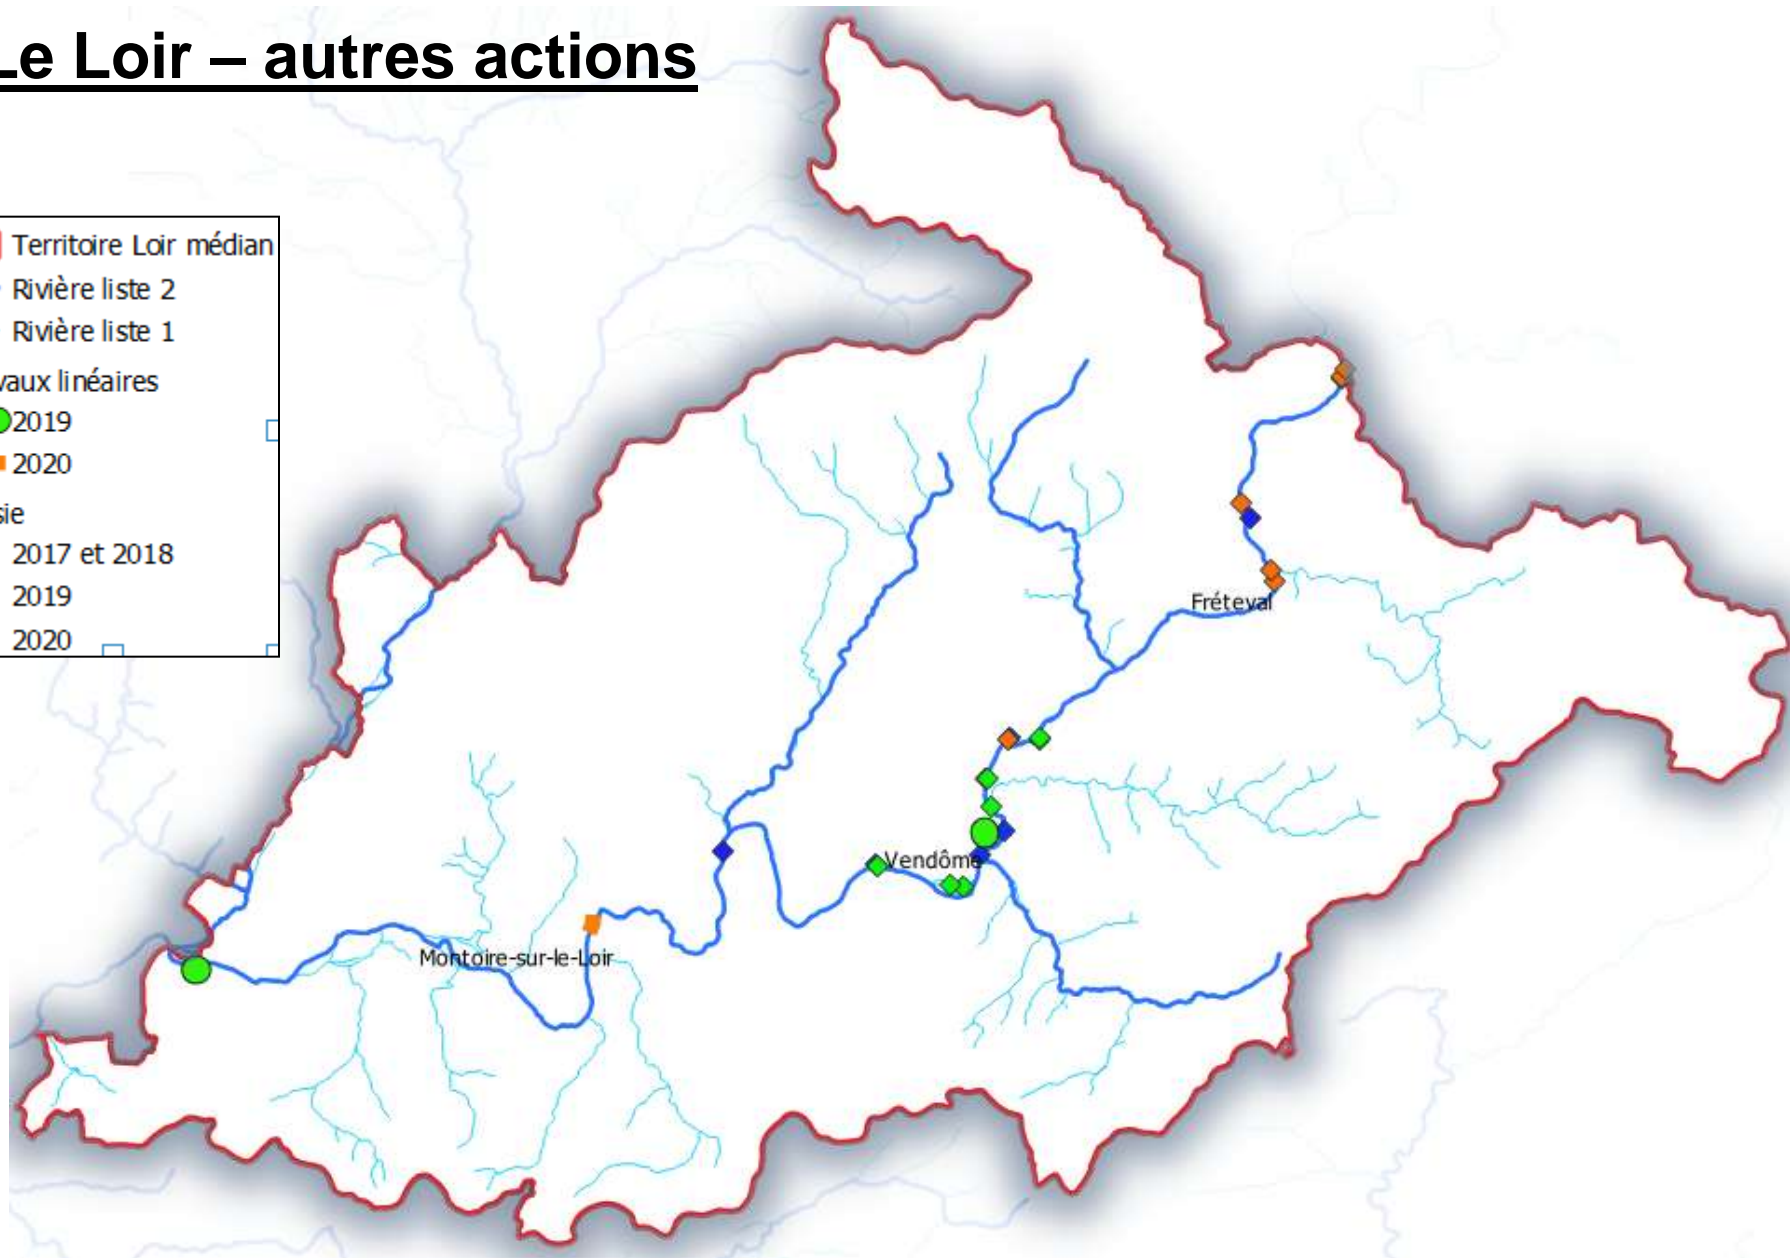 Le Loir – autres actions
Territoire Loir médian
Rivière liste 2
Rivière liste 1
vaux linéaires
2019
2020
sie
2017 et 2018
2019
2020
Fréteval
Vendôme
Montoire-sur-le-Loir